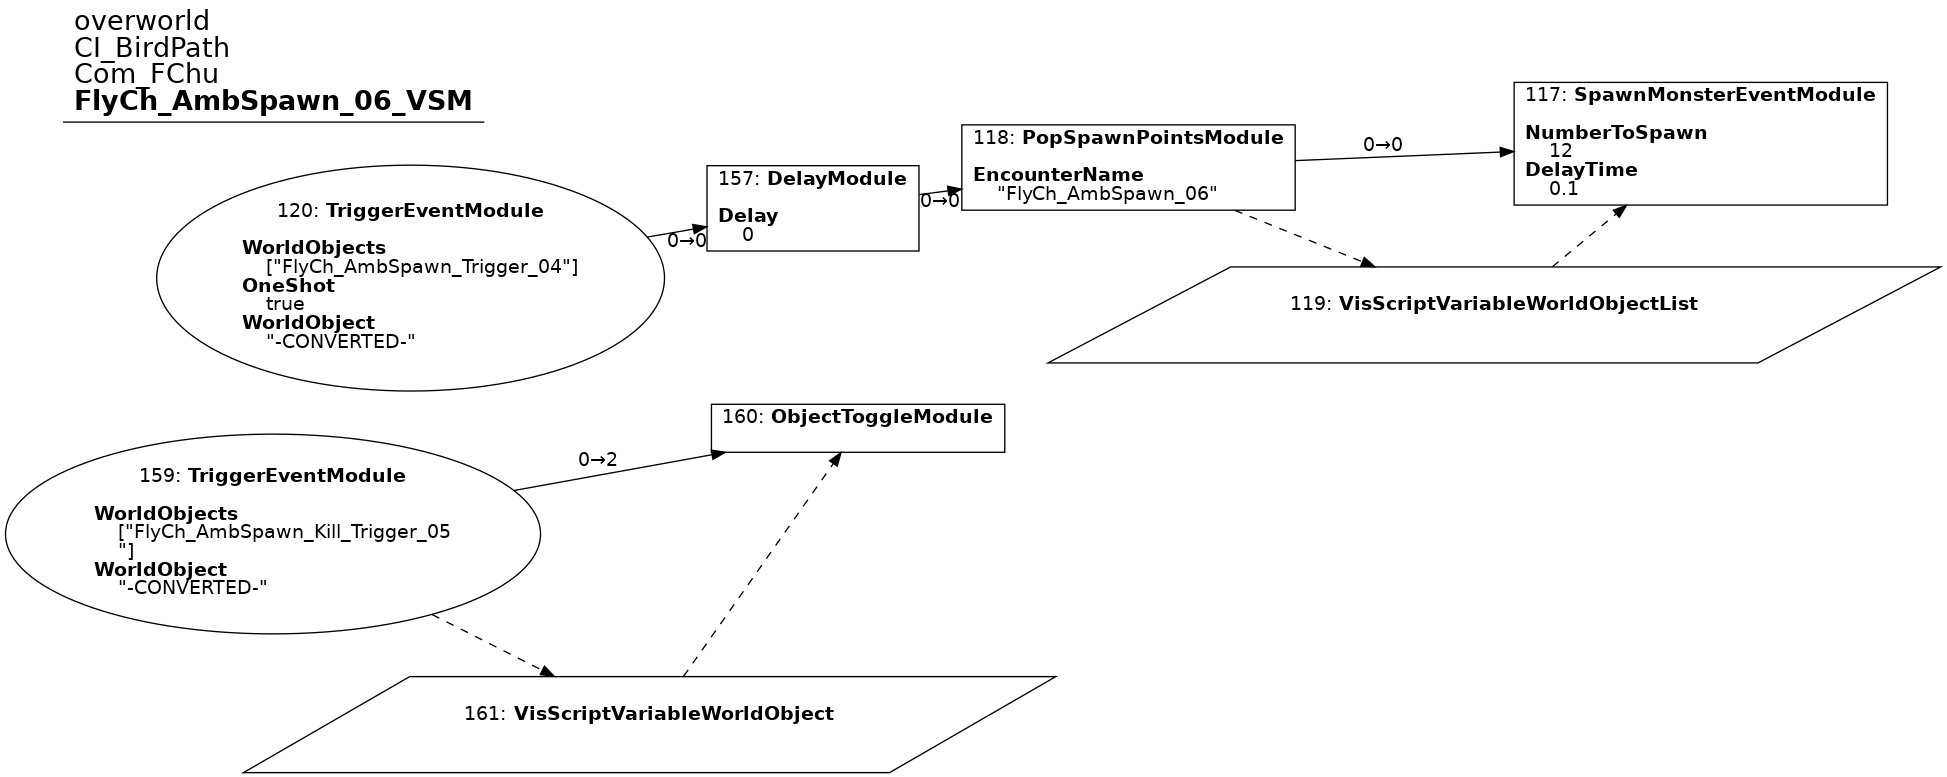 overworld
CI_BirdPath
Com_FChu
FlyCh_AmbSpawn_06_VSM
120: TriggerEventModule
WorldObjects
["FlyCh_AmbSpawn_Trigger_04"]
OneShot
true
WorldObject
"-CONVERTED-"
0→0
157: DelayModule
Delay
0
0→0
118: PopSpawnPointsModule
EncounterName
"FlyCh_AmbSpawn_06"
0→0
117: SpawnMonsterEventModule
NumberToSpawn
12
DelayTime
0.1
119: VisScriptVariableWorldObjectList
159: TriggerEventModule
WorldObjects
["FlyCh_AmbSpawn_Kill_Trigger_05
"]
WorldObject
"-CONVERTED-"
0→2
160: ObjectToggleModule
161: VisScriptVariableWorldObject